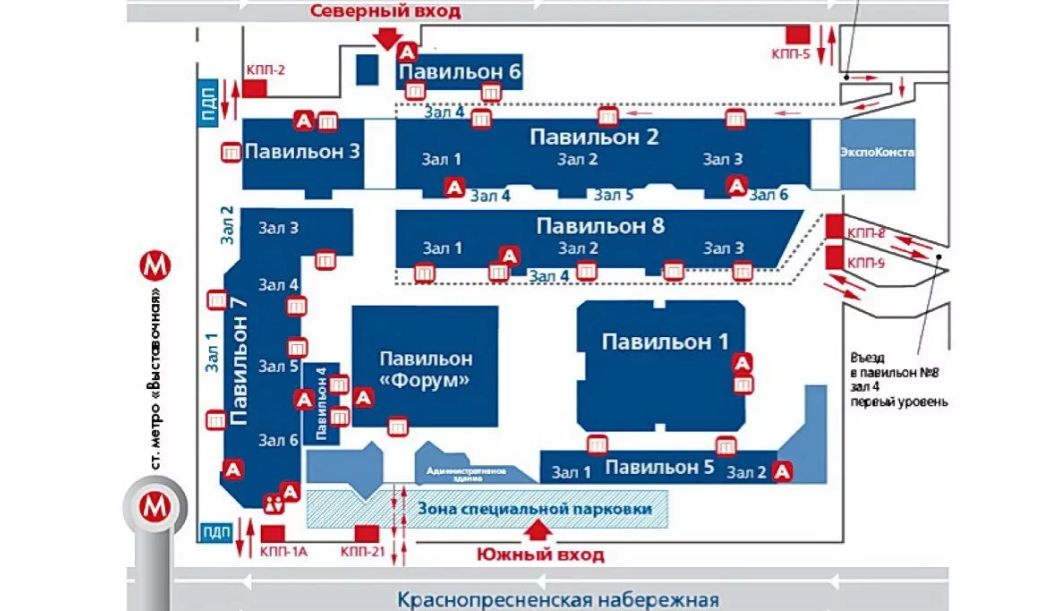 Северный вход
А
Павильон 6
КПП-5
КПП-2
ПДП
Зал 4
А
Павильон 3
Павильон 2
Зал 1
Зал 2
Зал 3
ЭкспоКонста
А
Зал 4
Зал 5
А
Зал 6
Зал 2
Зал 3
Павильон 8
Зал 1
А
Зал 2
Зал 3
Зал 4
КПП-8
КПП-9
М
ст. метро «Выставочная»
М
Зал 4
Зал 1
Павильон 7
Зал 5
Зал 6
А
А
А
Павильон 4
Павильон
«Форум»
А
Павильон 1
А
Въезд
в павильон №8
зал 4
первый уровень
Административное
здание
Зал 1
Павильон 5
Зал 2
А
Зона специальной парковки
ПДП
КПП-1А
КПП-21
Южный вход
Краснопресненская набережная